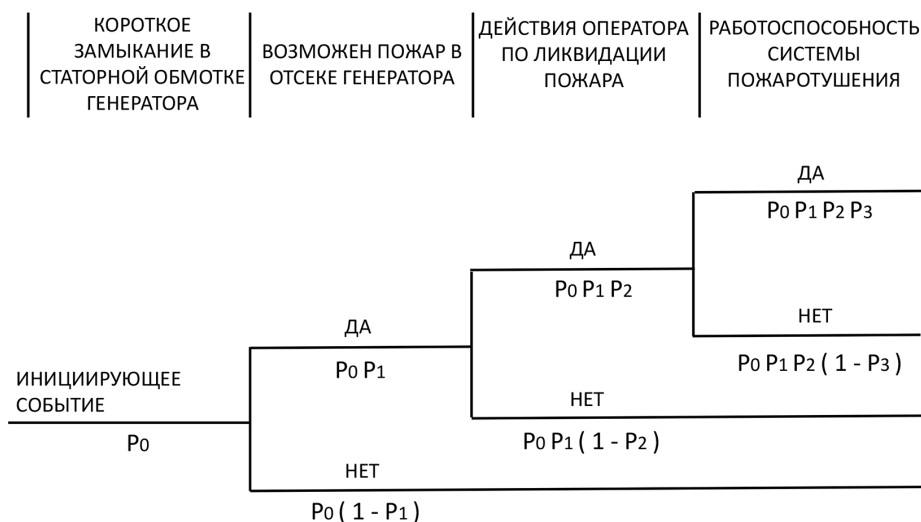 КОРОТКОЕ
ЗАМЫКАНИЕ В
СТАТОРНОЙ ОБМОТКЕ
ГЕНЕРАТОРА
ВОЗМОЖЕН ПОЖАР В
ОТСЕКЕ ГЕНЕРАТОРА
ДЕЙСТВИЯ ОПЕРАТОРА
ПО ЛИКВИДАЦИИ
ПОЖАРА
РАБОТОСПОСОБНОСТЬ
СИСТЕМЫ
ПОЖАРОТУШЕНИЯ
ДА
P0 P1 P2 P3
ДА
P0 P1 P2
НЕТ
P0 P1 P2 ( 1 - P3 )
ДА
P0 P1
ИНИЦИИРУЮЩЕЕ
СОБЫТИЕ
P0
НЕТ
P0 P1 ( 1 - P2 )
НЕТ
P0 ( 1 - P1 )